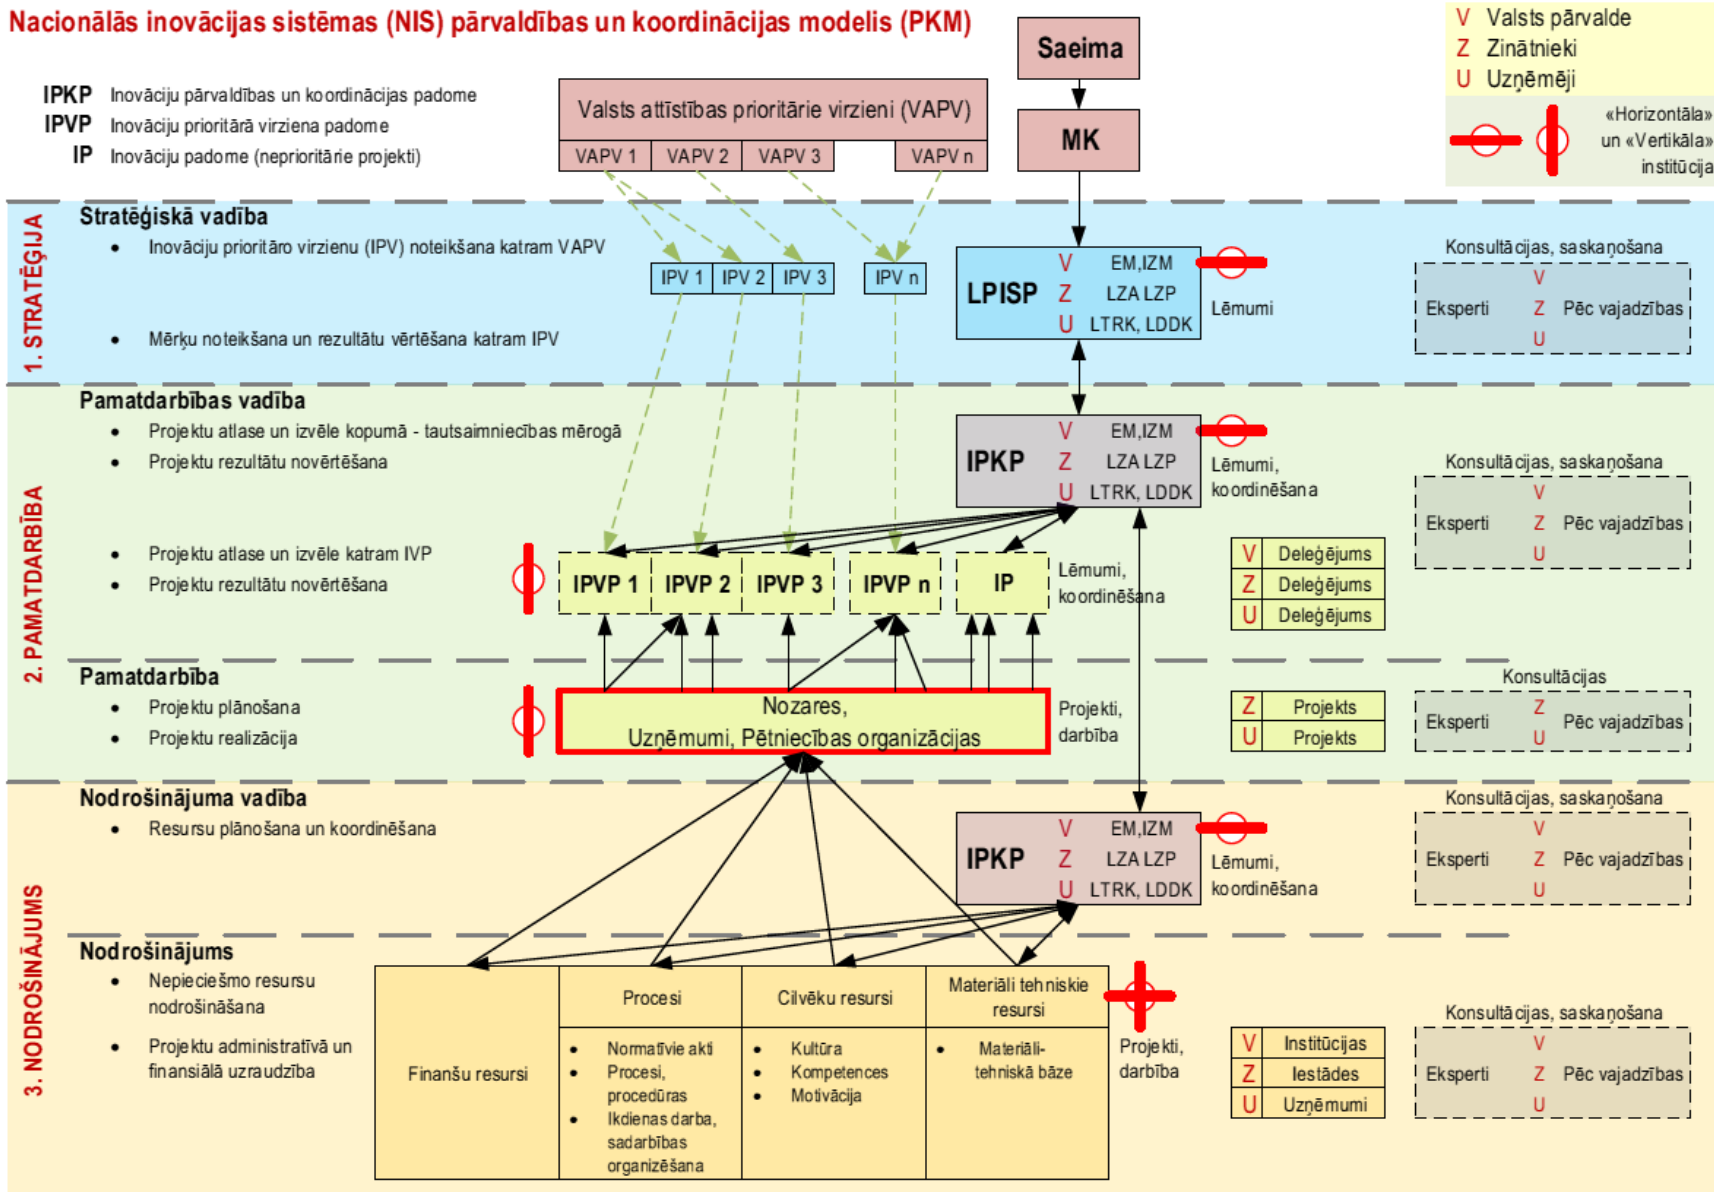 Nacionālās inovācijas sistēmas (NIS) pārvaldības un koordinācijas modelis (PKM)
IPKP Inovāciju pārvaldības un koordinācijas padome
IPVP Inovāciju prioritārā virziena padome
IP Inovāciju padome (neprioritārie projekti)
Valsts attīstības prioritārie virzieni (VAPV)
VAPV 1 VAPV 2 VAPV 3 VAPV n
Saeima
MK
V Valsts pārvalde
Z Zinātnieki
U Uzņēmēji
«Horizontāla»
un «Vertikāla»
institūcija
1. STRATĒĢIJA
Stratēģiskā vadība
• Inovāciju prioritāro virzienu (IPV) noteikšana katram VAPV
• Mērķu noteikšana un rezultātu vērtēšana katram IPV
IPV 1 IPV 2 IPV 3 IPV n
LPISP
V EM,IZM
Z LZA LZP
U LTRK, LDDK
Lēmumi
Konsultācijas, saskaņošana
V
Eksperti Z Pēc vajadzības
U
2. PAMATDARBĪBA
Pamatdarbības vadība
• Projektu atlase un izvēle kopumā - tautsaimniecības mērogā
• Projektu rezultātu novērtēšana
IPKP
V EM,IZM
Z LZA LZP
U LTRK, LDDK
Lēmumi,
koordinēšana
Konsultācijas, saskaņošana
V
Eksperti Z Pēc vajadzības
U
• Projektu atlase un izvēle katram IVP
• Projektu rezultātu novērtēšana
IPVP 1 IPVP 2 IPVP 3 IPVP n IP
Lēmumi,
koordinēšana
V Deleģējums
Z Deleģējums
U Deleģējums
Pamatdarbība
• Projektu plānošana
• Projektu realizācija
Nozares,
Uzņēmumi, Pētniecības organizācijas
Projekti,
darbība
Z Projekts
U Projekts
Konsultācijas
Z
Eksperti Pēc vajadzības
U
3. NODROŠINĀJUMS
Nodrošinājuma vadība
• Resursu plānošana un koordinēšana
IPKP
V EM,IZM
Z LZA LZP
U LTRK, LDDK
Lēmumi,
koordinēšana
Konsultācijas, saskaņošana
V
Eksperti Z Pēc vajadzības
U
Nodrošinājums
• Nepieciešmo resursu
nodrošināšana
• Projektu administratīvā un
finansiālā uzraudzība
Finanšu resursi
Procesi
• Normatīvie akti
• Procesi,
procedūras
• Ikdienas darba,
sadarbības
organizēšana
Cilvēku resursi
• Kultūra
• Kompetences
• Motivācija
Materiāli tehniskie
resursi
• Materiāli-
tehniskā bāze
Projekti,
darbība
V Institūcijas
Z Iestādes
U Uzņēmumi
Konsultācijas, saskaņošana
V
Eksperti Z Pēc vajadzības
U